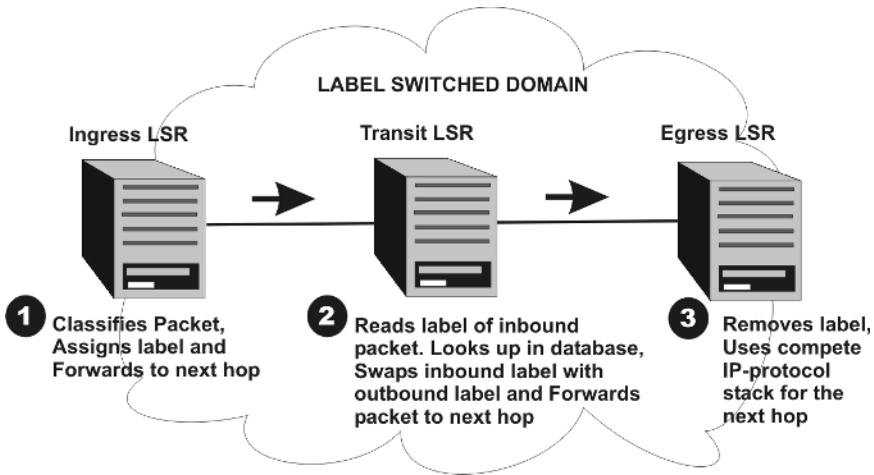 LABEL SWITCHED DOMAIN
Ingress LSR
Transit LSR
Egress LSR
1
Classifies Packet,
Assigns label and
Forwards to next hop
2
Reads label of inbound
packet. Looks up in database,
Swaps inbound label with
outbound label and Forwards
packet to next hop
3
Removes label,
Uses compete
IP-protocol
stack for the
next hop